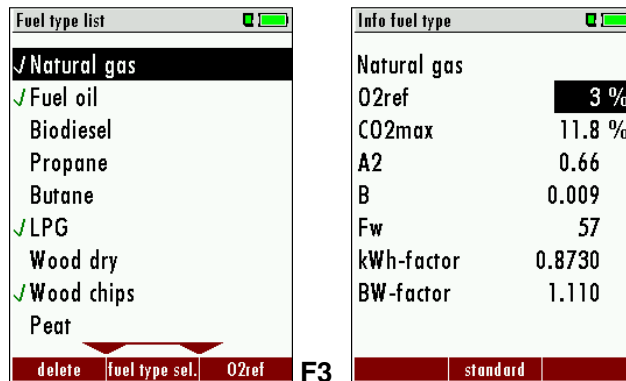 Fuel type list
√ Natural gas
√ Fuel oil
Biodiesel
Propane
Butane
√ LPG
Wood dry
√ Wood chips
Peat
delete fuel type sel. O2ref
F3
Info fuel type
Natural gas
O2ref 3 %
CO2max 11.8 %
A2 0.66
B 0.009
Fw 57
kWh-factor 0.8730
BW-factor 1.110
standard